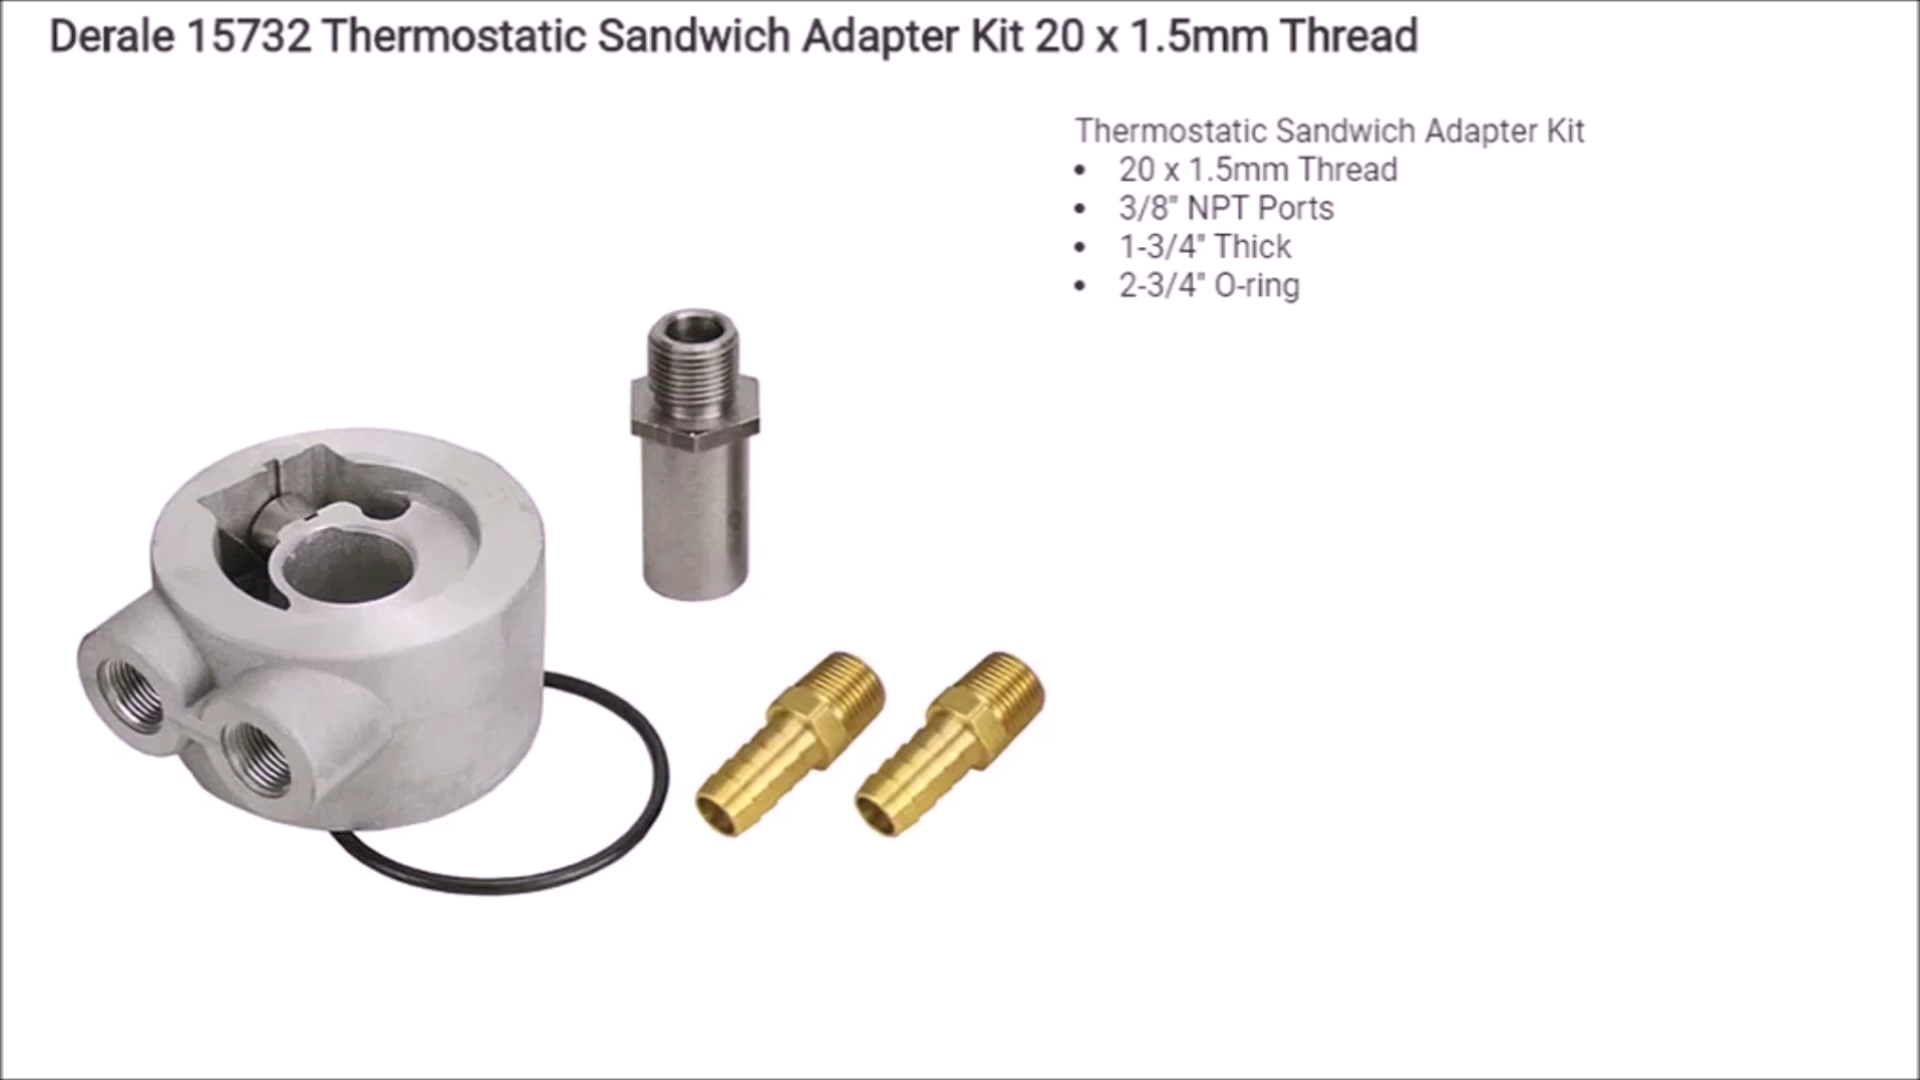 Derale 15732 Thermostatic Sandwich Adapter Kit 20 x 1.5mm Thread
Thermostatic Sandwich Adapter Kit
• 20 x 1.5mm Thread
• 3/8" NPT Ports
• 1-3/4" Thick
• 2-3/4" O-ring